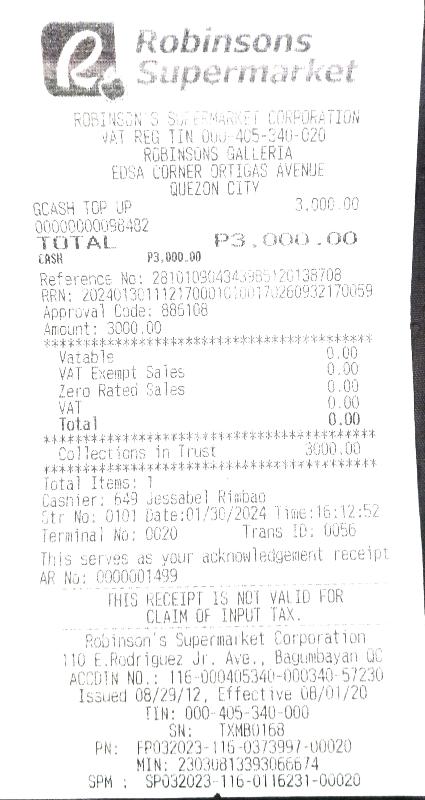 Robinsons
Supermarket
ROBINSON'S SUPERMARKET CORPORATION
VAT REG TIN 000-405-340-020
ROBINSONS GALLERIA
EDSA CORNER ORTIGAS AVENUE
QUEZON CITY
GCASH TOP UP 3,000.00
00000000098482
TOTAL P3,000.00
CASH P3,000.00
Reference No:
RRN:
Approval Code: 886108
Amount: 3000.00
****************************************
Vatable 0.00
VAT Exempt Sales 0.00
Zero Rated Sales 0.00
VAT 0.00
Total 0.00
****************************************
Collections in Trust 3000.00
****************************************
Total Items: 1
Cashier: 649 Jessabel Rimbao
Str No: 0101 Date:01/30/2024 Time:16:12:52
Terminal No: 0020 Trans ID: 0056
This serves as your acknowledgement receipt
AR No: 0000001499
THIS RECEIPT IS NOT VALID FOR
CLAIM OF INPUT TAX.
Robinson's Supermarket Corporation
110 E.Rodriguez Jr. Ave., Bagumbayan QC
ACCDTN NO.: 116-000405340-000340-57230
Issued 08/29/12, Effective 08/01/20
TIN: 000-405-340-000
SN: TXMB0168
PN: FP032023-116-0373997-00020
MIN: 23030813393066674
SPM : SP032023-116-0116231-00020